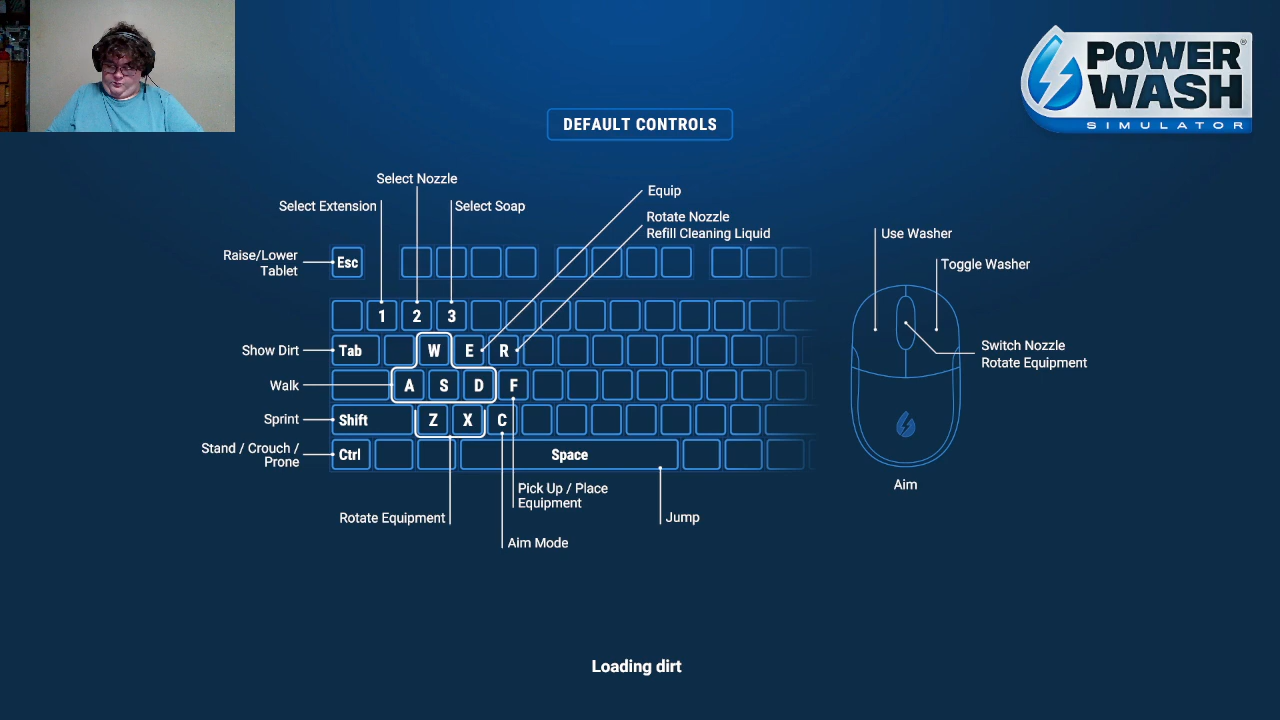 POWER
WASH
SIMULATOR
DEFAULT CONTROLS
Select Nozzle
Select Extension
Select Soap
Equip
Rotate Nozzle
Refill Cleaning Liquid
Raise/Lower
Tablet
Esc
1 2 3
Show Dirt
Tab W E R
Walk
A S D F
Sprint
Shift Z X C
Stand / Crouch /
Prone
Ctrl Space
Pick Up / Place
Equipment
Rotate Equipment
Jump
Aim Mode
Use Washer
Toggle Washer
Switch Nozzle
Rotate Equipment
Aim
Loading dirt